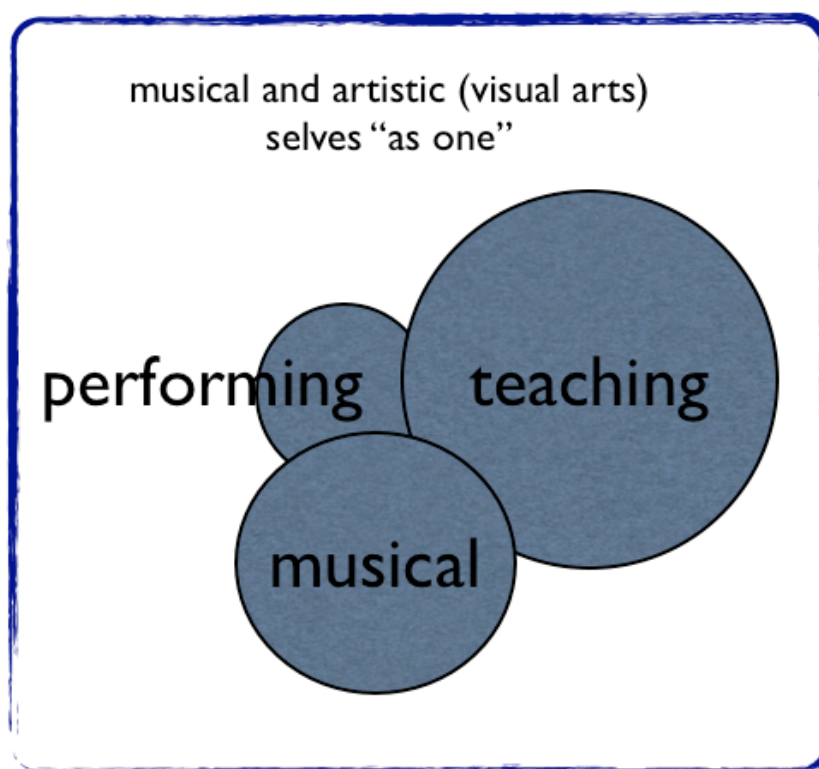 musical and artistic (visual arts)
selves “as one”
performing
teaching
musical